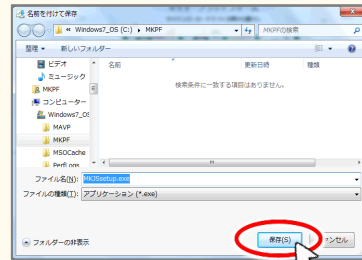 名前を付けて保存
« Windows7_OS (C:) ▸ MKPF
MKPFの検索
整理 ▾ 新しいフォルダー
ビデオ
ミュージック
MKPF
コンピューター
Windows7_OS
MAVP
MKPF
MSOCache
PerfLogs
名前 更新日時 種類
検索条件に一致する項目はありません。
ファイル名(N): MKJSsetup.exe
ファイルの種類(T): アプリケーション (*.exe)
フォルダーの非表示
保存(S)
ャンセル